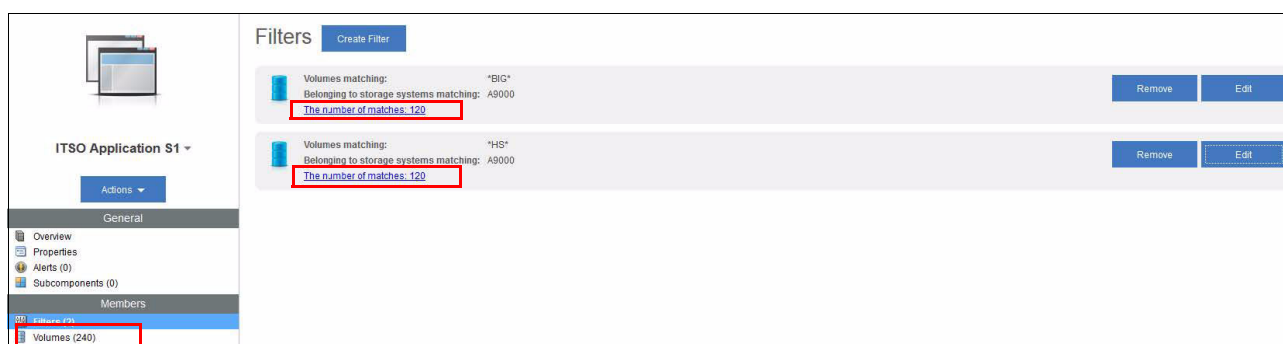 Filters Create Filter
Volumes matching: *BIG*
Belonging to storage systems matching: A9000
The number of matches: 120
Remove Edit
Volumes matching: *HS*
Belonging to storage systems matching: A9000
The number of matches: 120
Remove Edit
ITSO Application S1
Actions
General
Overview
Properties
Alerts (0)
Subcomponents (0)
Members
Filters (2)
Volumes (240)